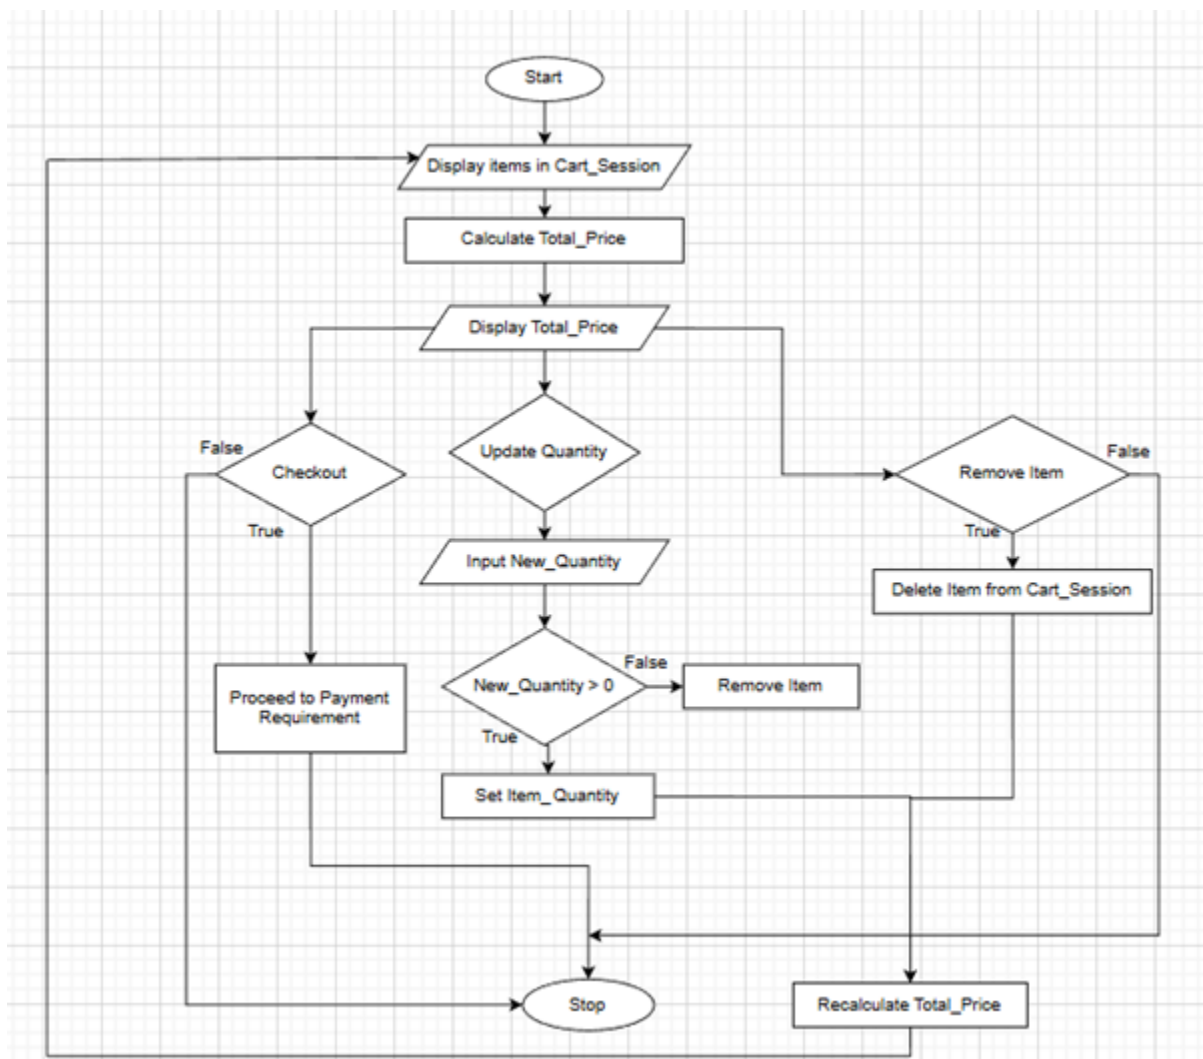 Start
Display items in Cart_Session
Calculate Total_Price
Display Total_Price
False
Checkout
True
Update Quantity
Remove Item
False
True
Input New_Quantity
Delete Item from Cart_Session
New_Quantity > 0
False
Remove Item
True
Proceed to Payment
Requirement
Set Item_Quantity
Stop
Recalculate Total_Price